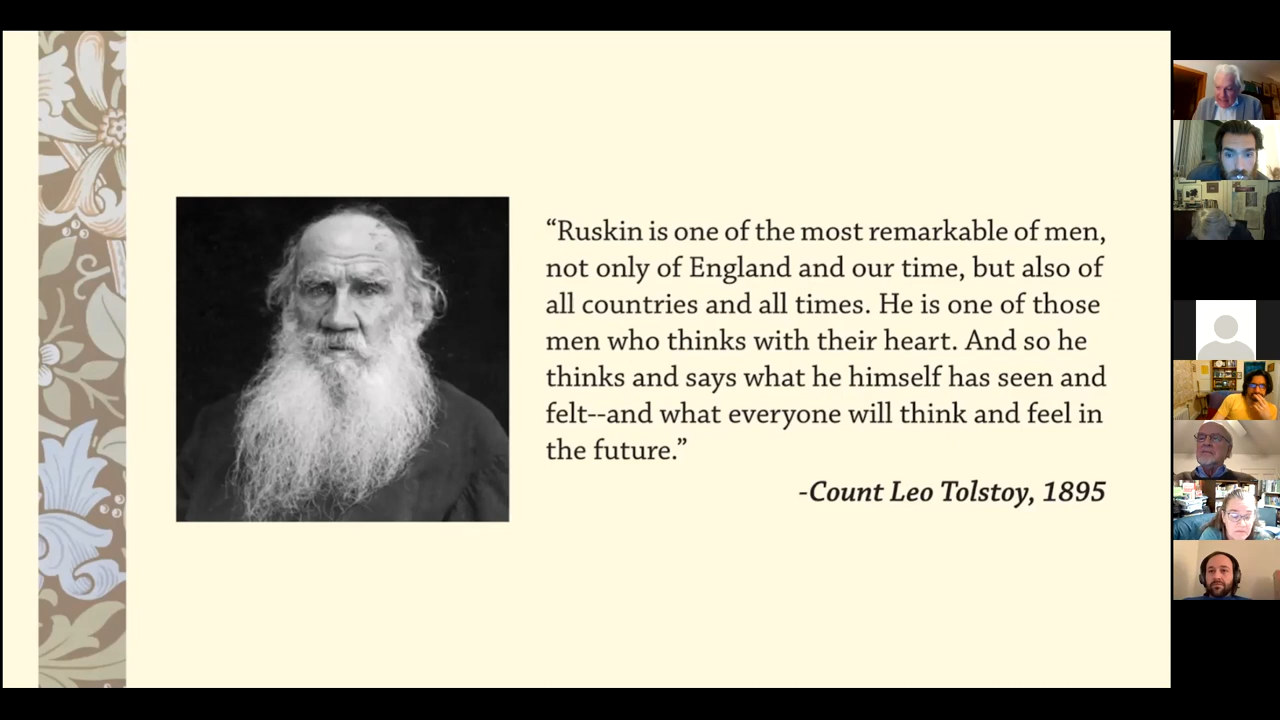 “Ruskin is one of the most remarkable of men,
not only of England and our time, but also of
all countries and all times. He is one of those
men who thinks with their heart. And so he
thinks and says what he himself has seen and
felt--and what everyone will think and feel in
the future.”
-Count Leo Tolstoy, 1895